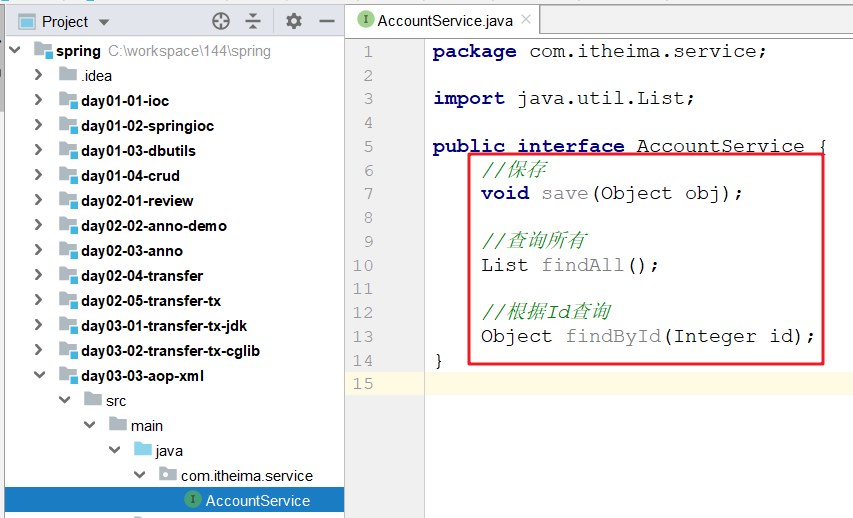 Project
spring C:\workspace\144\spring
.idea
day01-01-ioc
day01-02-springioc
day01-03-dbutils
day01-04-crud
day02-01-review
day02-02-anno-demo
day02-03-anno
day02-04-transfer
day02-05-transfer-tx
day03-01-transfer-tx-jdk
day03-02-transfer-tx-cglib
day03-03-aop-xml
src
main
java
com.itheima.service
I AccountService
I AccountService.java
1 package com.itheima.service;
2
3 import java.util.List;
4
5 public interface AccountService {
6 //保存
7 void save(Object obj);
8
9 //查询所有
10 List findAll();
11
12 //根据Id查询
13 Object findById(Integer id);
14 }
15